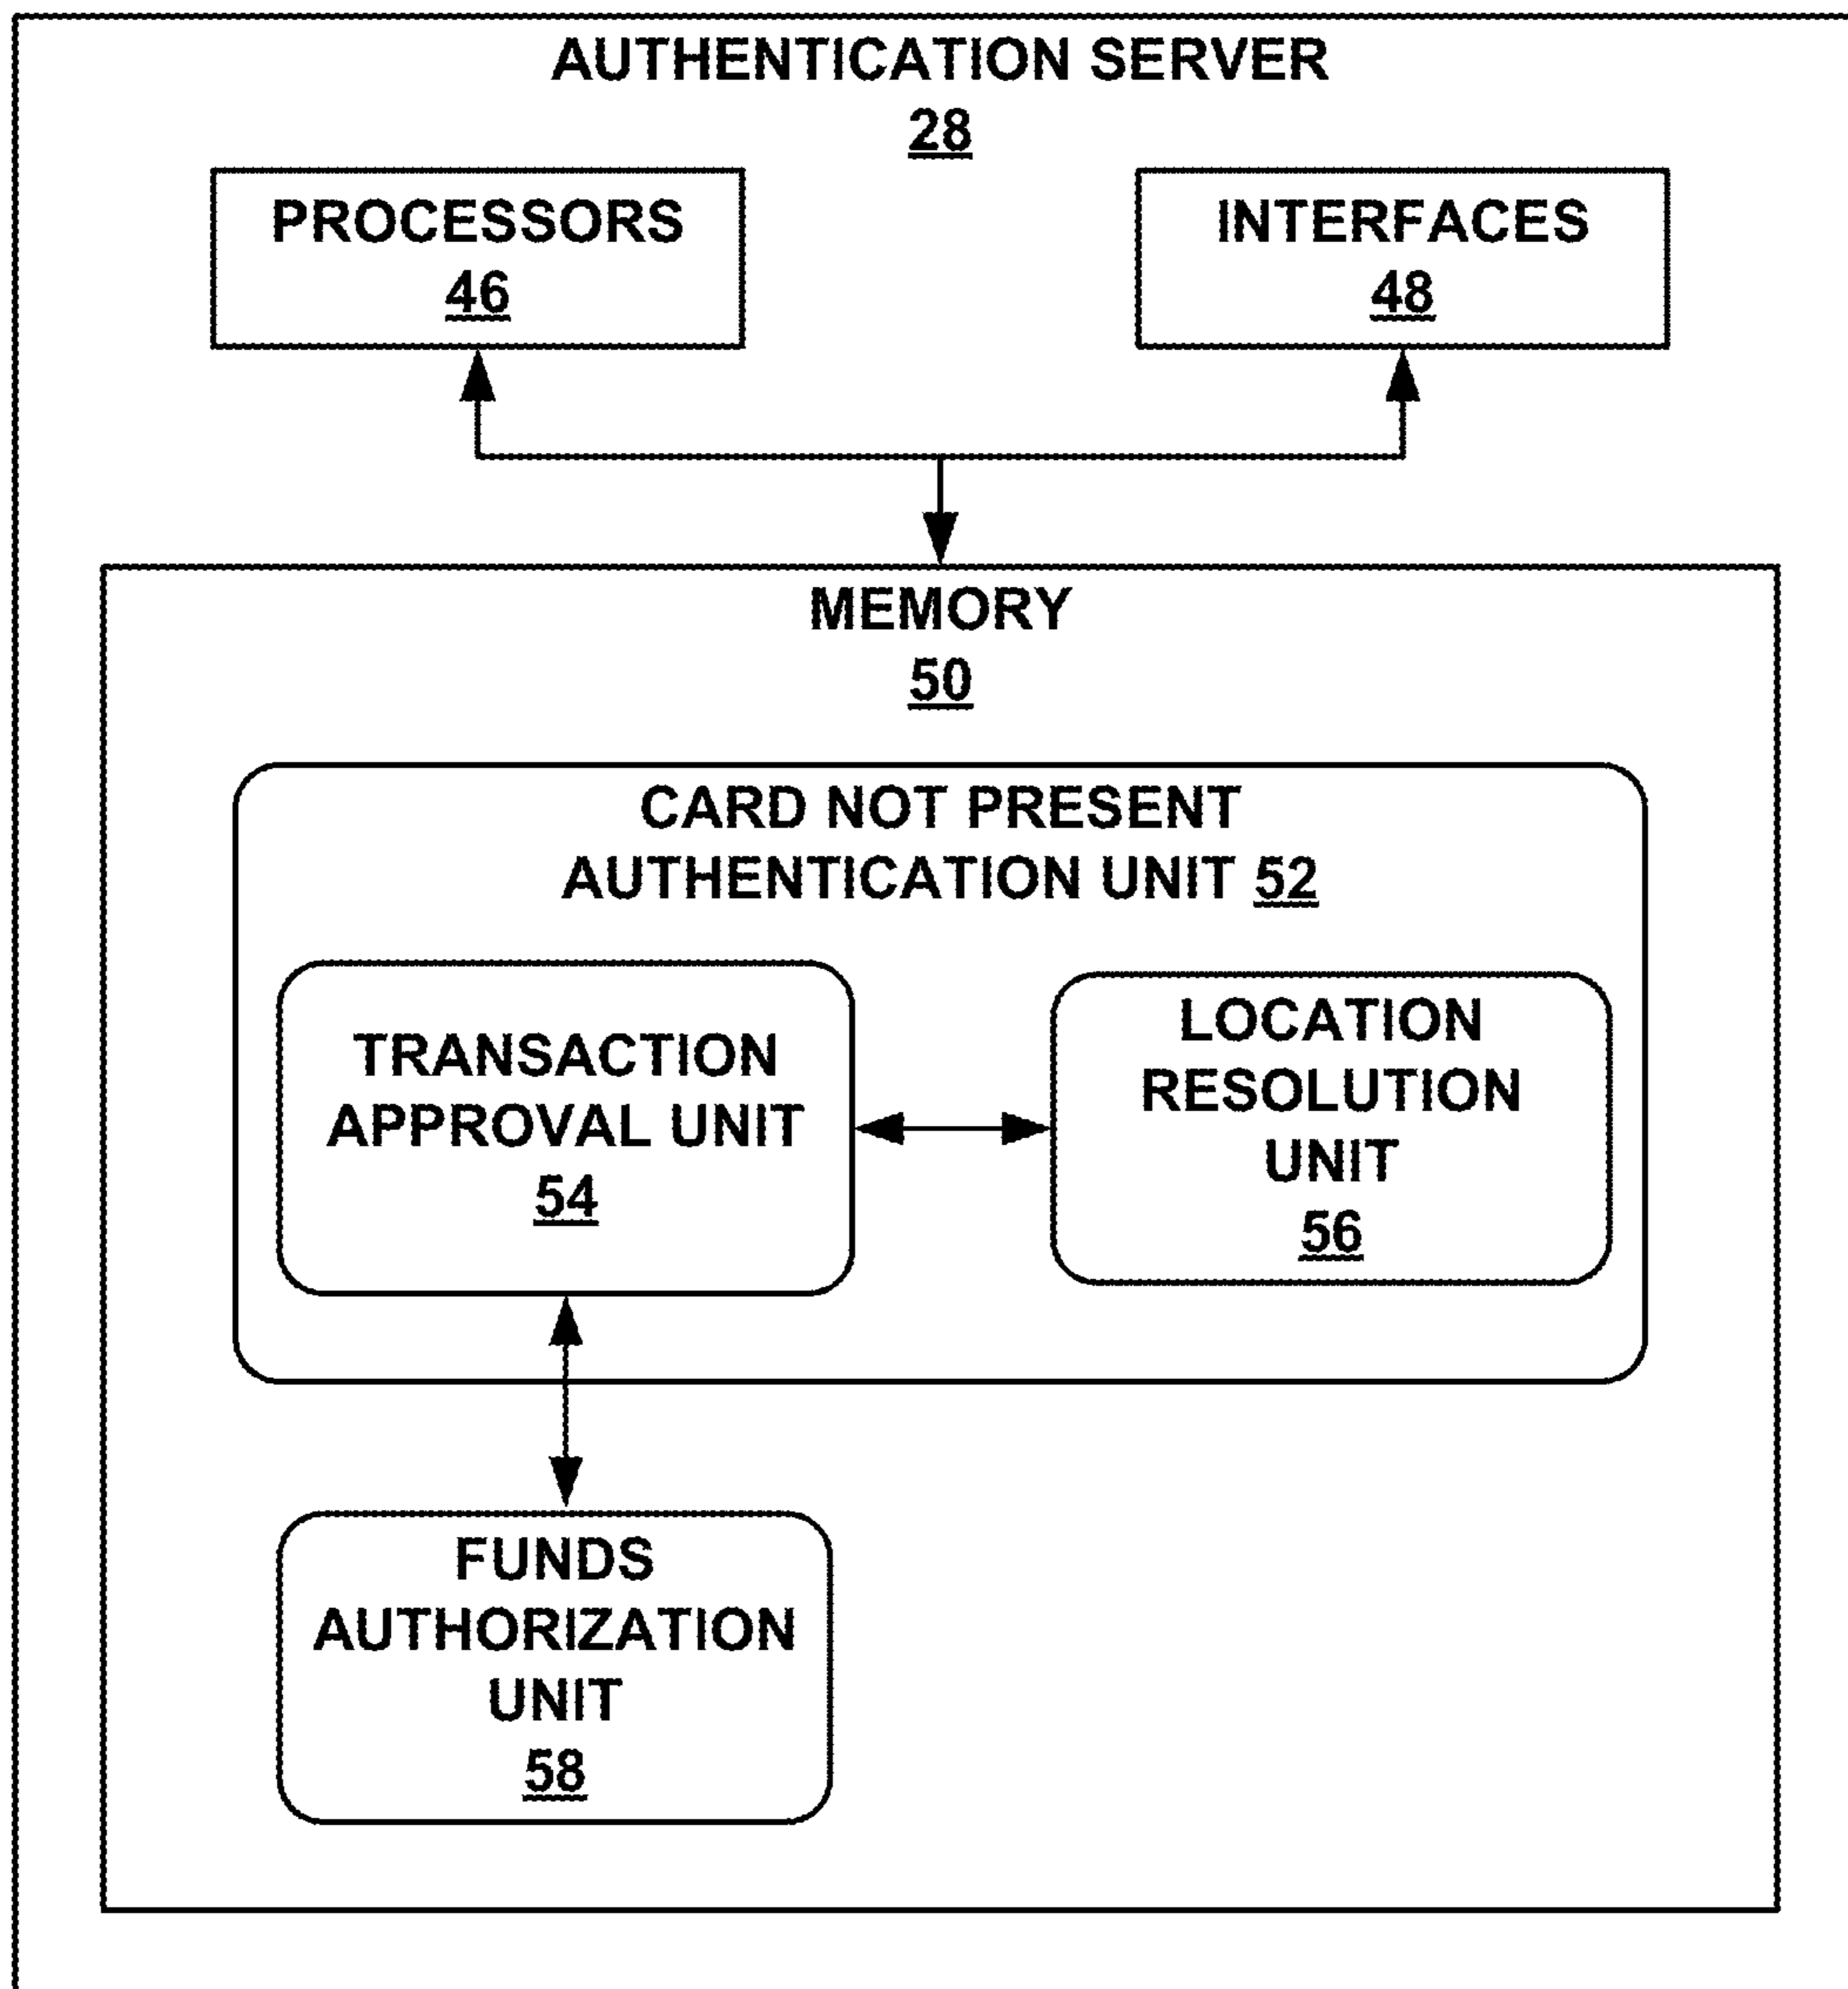 AUTHENTICATION SERVER
28
PROCESSORS
46
INTERFACES
48
MEMORY
50
CARD NOT PRESENT
AUTHENTICATION UNIT 52
TRANSACTION
APPROVAL UNIT
54
LOCATION
RESOLUTION
UNIT
56
FUNDS
AUTHORIZATION
UNIT
58